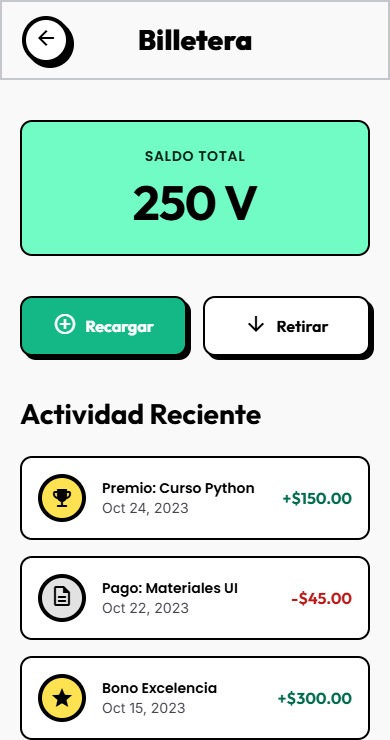 Billetera
SALDO TOTAL
250 V
Recargar
Retirar
Actividad Reciente
Premio: Curso Python
Oct 24, 2023
+$150.00
Pago: Materiales UI
Oct 22, 2023
-$45.00
Bono Excelencia
Oct 15, 2023
+$300.00